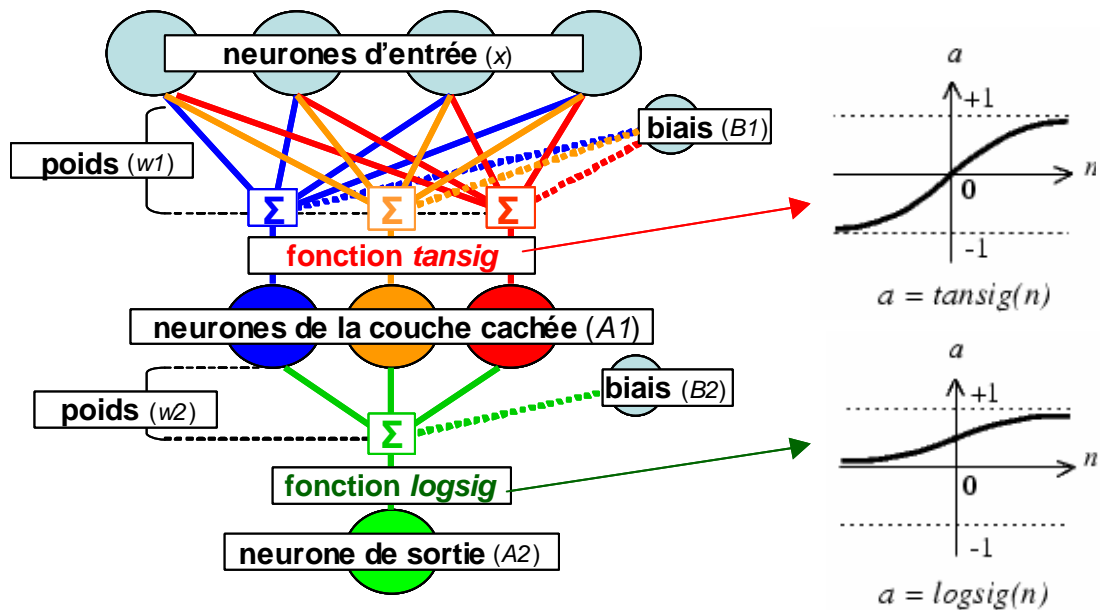 neurones d'entrée (x)
biais (B1)
poids (w1)
Σ Σ Σ
fonction tansig
neurones de la couche cachée (A1)
poids (w2)
biais (B2)
Σ
fonction logsig
neurone de sortie (A2)
a
+1
n
0
-1
a = tansig(n)
a
+1
n
0
-1
a = logsig(n)